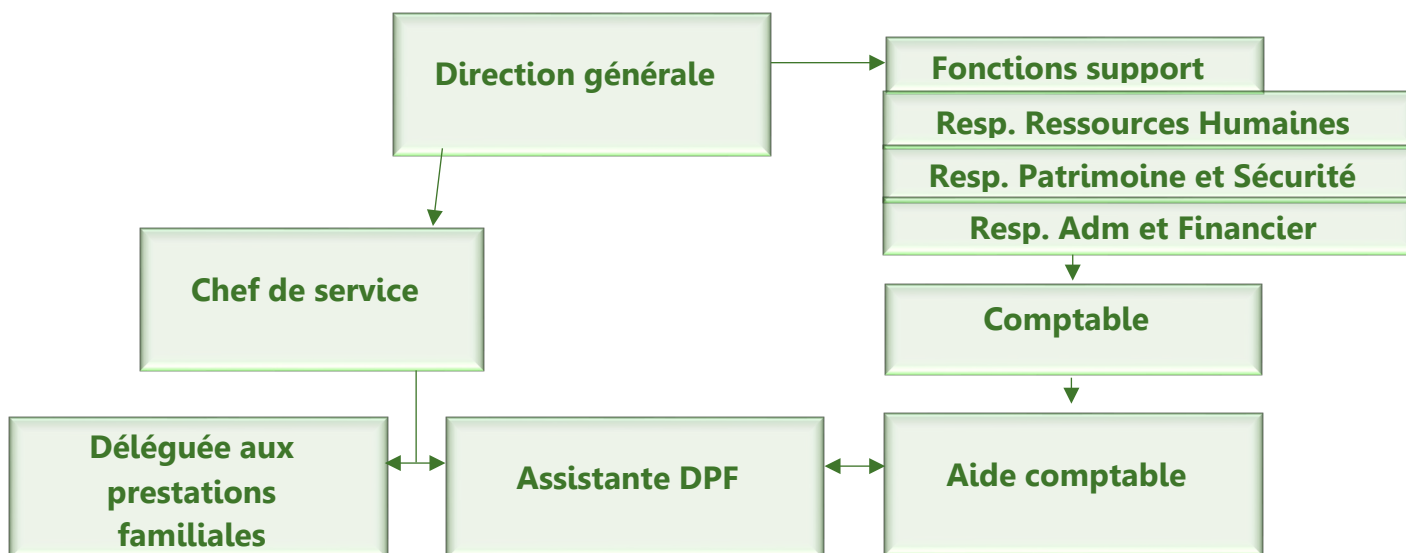 Direction générale
Fonctions support
Resp. Ressources Humaines
Resp. Patrimoine et Sécurité
Resp. Adm et Financier
Chef de service
Comptable
Déléguée aux
prestations
familiales
Assistante DPF
Aide comptable